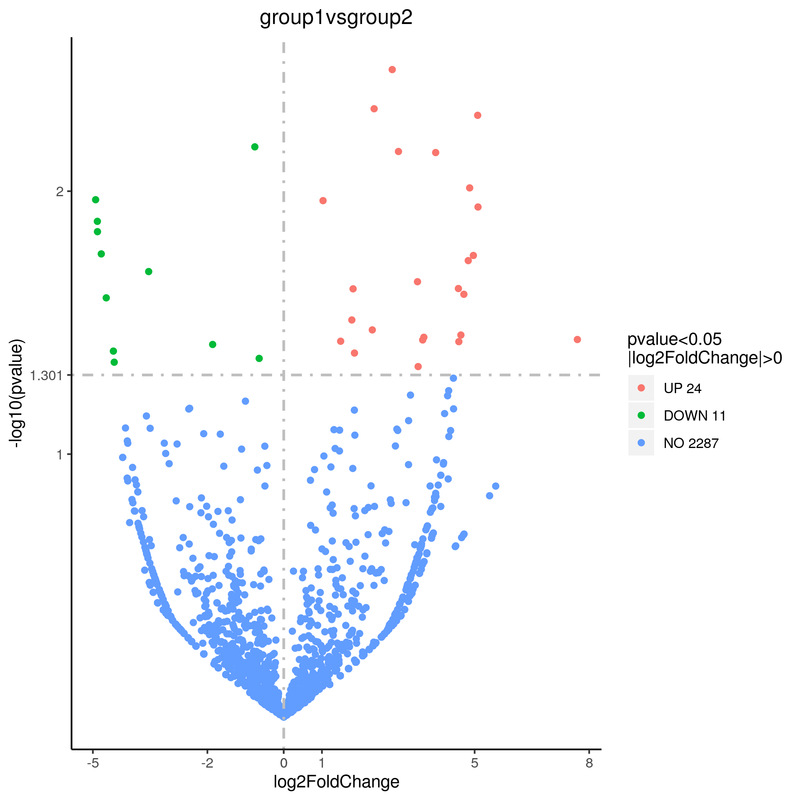 group1vsgroup2
-log10(pvalue)
2
1.301
1
-5
-2
0
1
5
8
log2FoldChange
pvalue<0.05
|log2FoldChange|>0
UP 24
DOWN 11
NO 2287